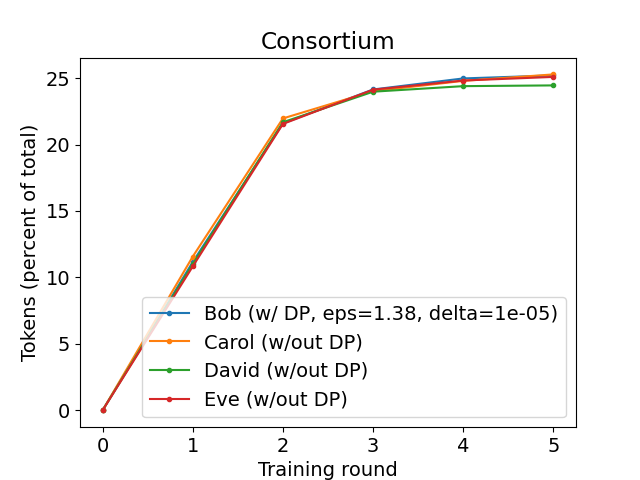 Consortium
Tokens (percent of total)
25
20
15
10
5
0
Bob (w/ DP, eps=1.38, delta=1e-05)
Carol (w/out DP)
David (w/out DP)
Eve (w/out DP)
0 1 2 3 4 5
Training round